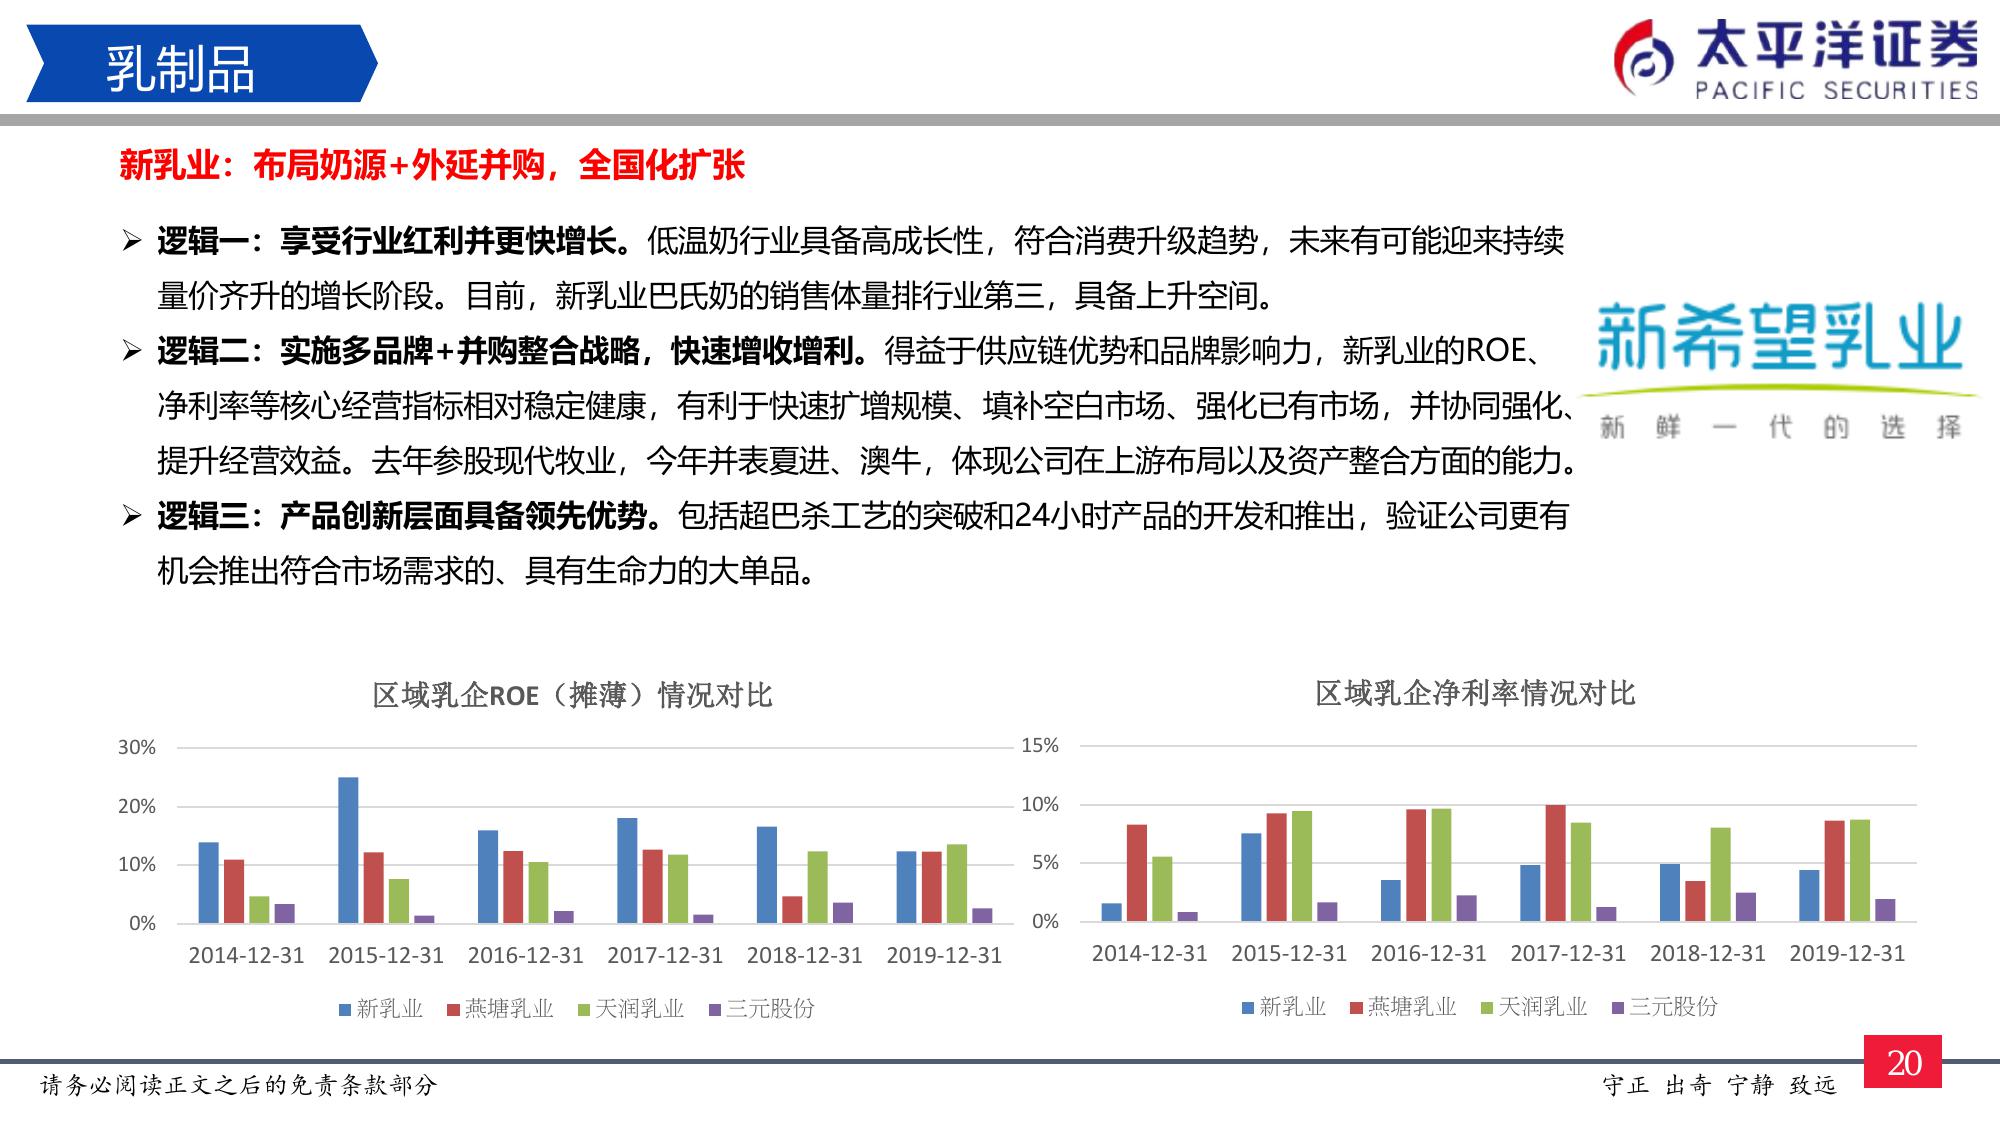 乳制品
太平洋证券
PACIFIC SECURITIES
新乳业：布局奶源+外延并购，全国化扩张
➢ 逻辑一：享受行业红利并更快增长。低温奶行业具备高成长性，符合消费升级趋势，未来有可能迎来持续
量价齐升的增长阶段。目前，新乳业巴氏奶的销售体量排行业第三，具备上升空间。
➢ 逻辑二：实施多品牌+并购整合战略，快速增收增利。得益于供应链优势和品牌影响力，新乳业的ROE、
净利率等核心经营指标相对稳定健康，有利于快速扩增规模、填补空白市场、强化已有市场，并协同强化、
提升经营效益。去年参股现代牧业，今年并表夏进、澳牛，体现公司在上游布局以及资产整合方面的能力。
➢ 逻辑三：产品创新层面具备领先优势。包括超巴杀工艺的突破和24小时产品的开发和推出，验证公司更有
机会推出符合市场需求的、具有生命力的大单品。
新希望乳业
新鲜一代的选择
区域乳企ROE（摊薄）情况对比
30%
20%
10%
0%
2014-12-31 2015-12-31 2016-12-31 2017-12-31 2018-12-31 2019-12-31
新乳业 燕塘乳业 天润乳业 三元股份
区域乳企净利率情况对比
15%
10%
5%
0%
2014-12-31 2015-12-31 2016-12-31 2017-12-31 2018-12-31 2019-12-31
新乳业 燕塘乳业 天润乳业 三元股份
请务必阅读正文之后的免责条款部分
守正 出奇 宁静 致远
20